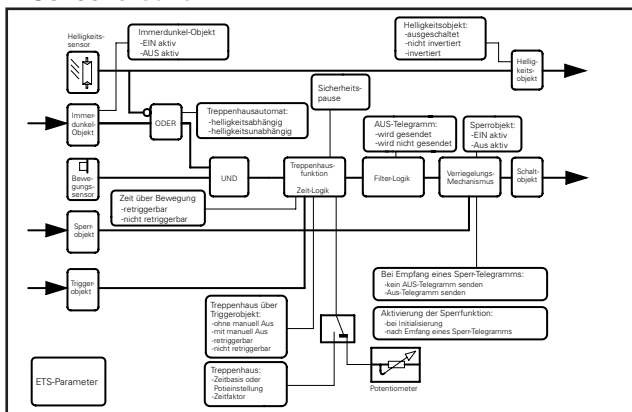 Helligkeits-
sensor
Immerdunkel-Objekt
-EIN aktiv
-AUS aktiv
Helligkeitsobjekt:
-ausgeschaltet
-nicht invertiert
-invertiert
Hellig-
keits-
objekt
Sicherheits-
pause
Immer-
dunkel-
Objekt
ODER
Treppenhausautomat:
-helligkeitsabhängig
-helligkeitsunabhängig
AUS-Telegramm:
-wird gesendet
-wird nicht gesendet
Sperrobjekt:
-EIN aktiv
-Aus aktiv
Bewe-
gungs-
sensor
UND
Treppenhaus-
funktion
Zeit-Logik
Filter-Logik
Verriegelungs-
Mechanismus
Schalt-
objekt
Zeit über Bewegung
-retriggerbar
-nicht retriggerbar
Sperr
objekt
Trigger-
objekt
Bei Empfang eines Sperr-Telegramms:
-kein AUS-Telegramm senden
-Aus-Telegramm senden
Treppenhaus über
Triggerobjekt:
-ohne manuell Aus
-mit manuell Aus
-retriggerbar
-nicht retriggerbar
Aktivierung der Sperrfunktion:
-bei Initialisierung
-nach Emfang eines Sperr-Telegramms
Treppenhaus:
-Zeitbasis oder
Potieinstellung
-Zeitfaktor
Potentiometer
ETS-Parameter